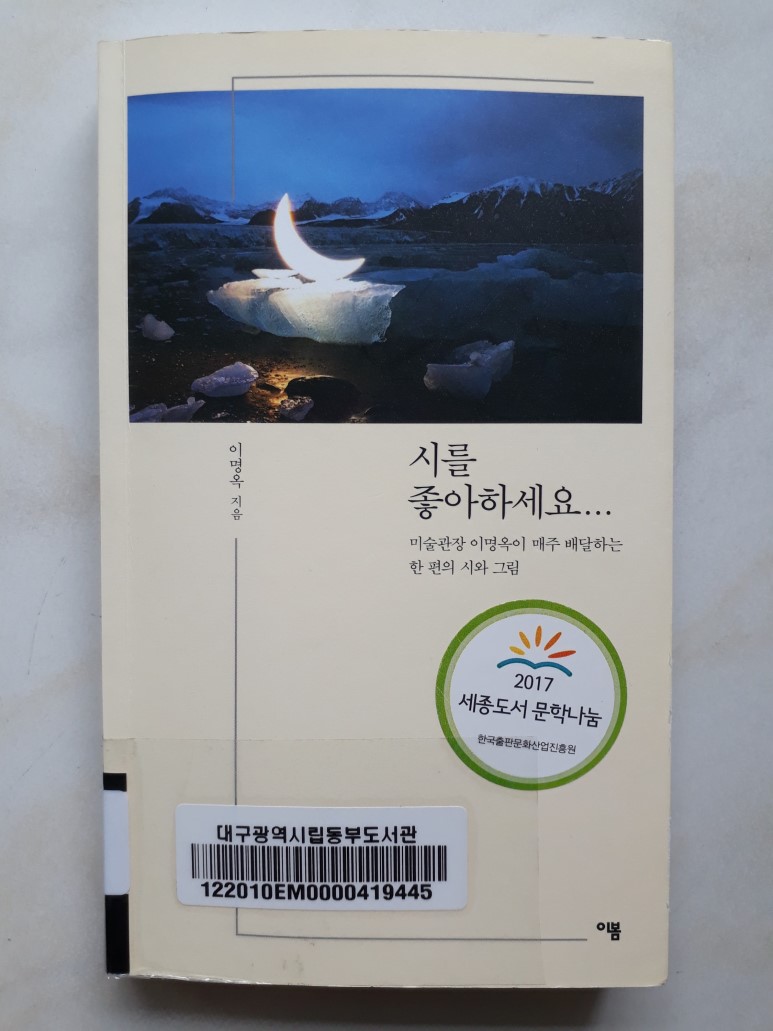 이명옥 지음
시를
좋아하세요...
미술관장 이명옥이 매주 배달하는
한 편의 시와 그림
2017
세종도서 문학나눔
한국출판문화산업진흥원
대구광역시립동부도서관
122010EM0000419445
이봄